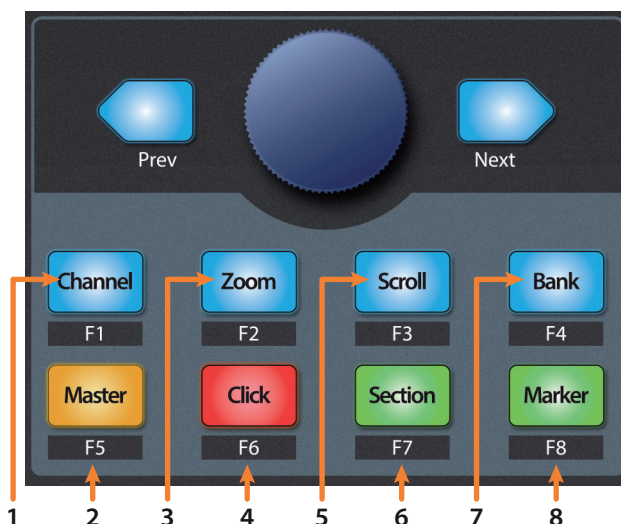 Prev Next
Channel Zoom Scroll Bank
F1 F2 F3 F4
Master Click Section Marker
F5 F6 F7 F8
1 2 3 4 5 6 7 8